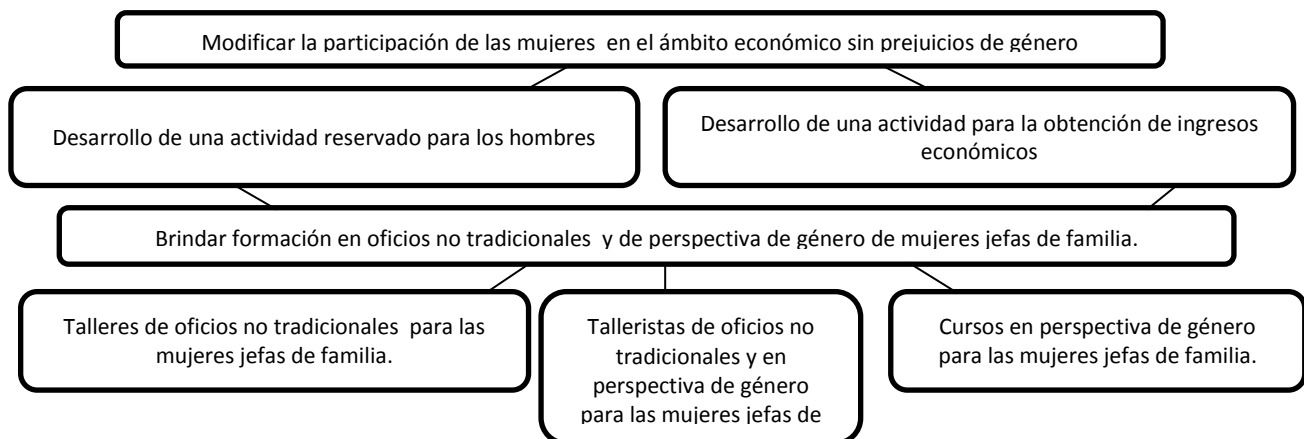 Modificar la participación de las mujeres en el ámbito económico sin prejuicios de género
Desarrollo de una actividad reservado para los hombres
Desarrollo de una actividad para la obtención de ingresos
económicos
Brindar formación en oficios no tradicionales y de perspectiva de género de mujeres jefas de familia.
Talleres de oficios no tradicionales para las
mujeres jefas de familia.
Talleristas de oficios no
tradicionales y en
perspectiva de género
para las mujeres jefas de
Cursos en perspectiva de género
para las mujeres jefas de familia.